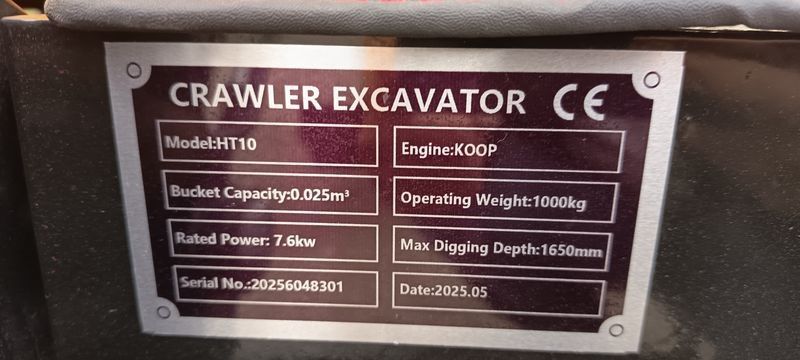 CRAWLER EXCAVATOR CE
Model:HT10
Engine:KOOP
Bucket Capacity:0.025m³
Operating Weight:1000kg
Rated Power: 7.6kw
Max Digging Depth:1650mm
Serial No.:20256048301
Date:2025.05